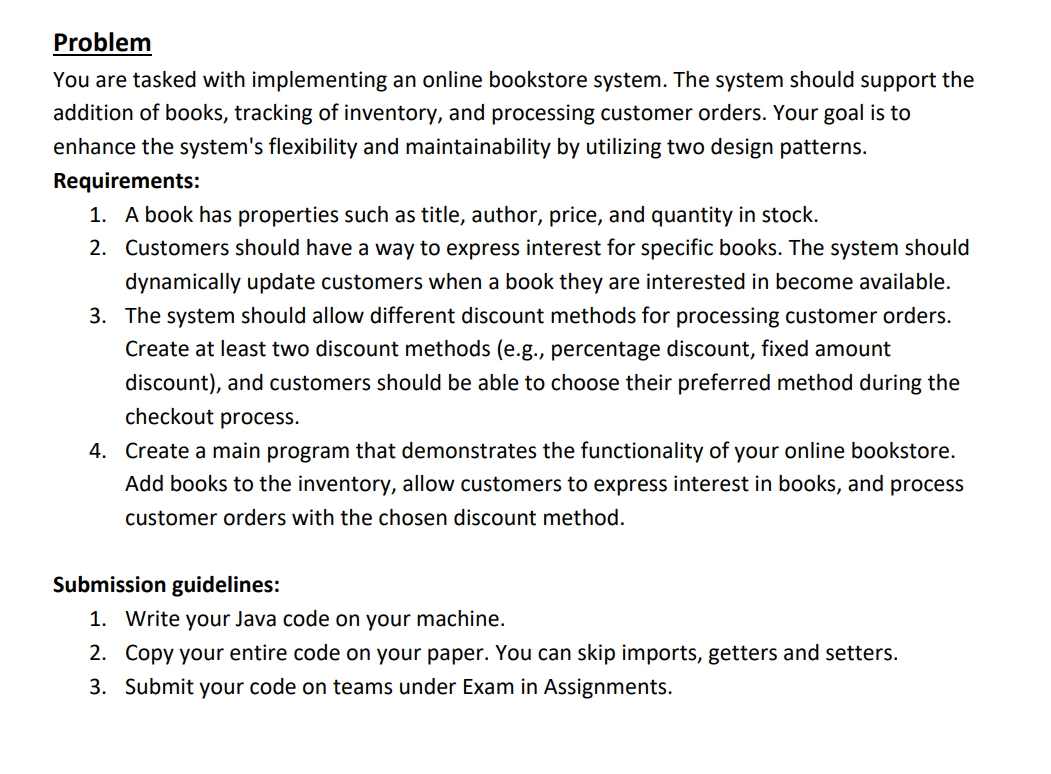 Problem
You are tasked with implementing an online bookstore system. The system should support the
addition of books, tracking of inventory, and processing customer orders. Your goal is to
enhance the system's flexibility and maintainability by utilizing two design patterns.
Requirements:
1. A book has properties such as title, author, price, and quantity in stock.
2. Customers should have a way to express interest for specific books. The system should
dynamically update customers when a book they are interested in become available.
3. The system should allow different discount methods for processing customer orders.
Create at least two discount methods (e.g., percentage discount, fixed amount
discount), and customers should be able to choose their preferred method during the
checkout process.
4. Create a main program that demonstrates the functionality of your online bookstore.
Add books to the inventory, allow customers to express interest in books, and process
customer orders with the chosen discount method.
Submission guidelines:
1. Write your Java code on your machine.
2. Copy your entire code on your paper. You can skip imports, getters and setters.
3. Submit your code on teams under Exam in Assignments.